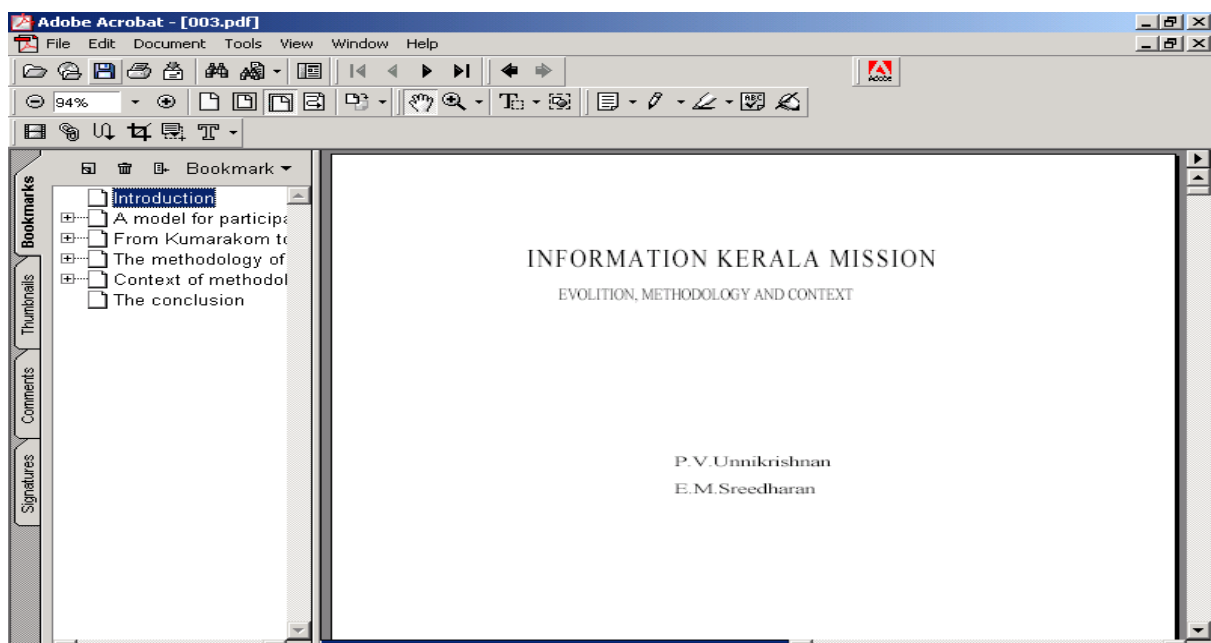 Adobe Acrobat - [003.pdf]
File Edit Document Tools View Window Help
Adobe
94%
Bookmark
Bookmarks
Thumbnails
Comments
Signatures
Introduction
A model for participa
From Kumarakom to
The methodology of
Context of methodol
The conclusion
INFORMATION KERALA MISSION
EVOLITION, METHODOLOGY AND CONTEXT
P.V.Unnikrishnan
E.M.Sreedharan